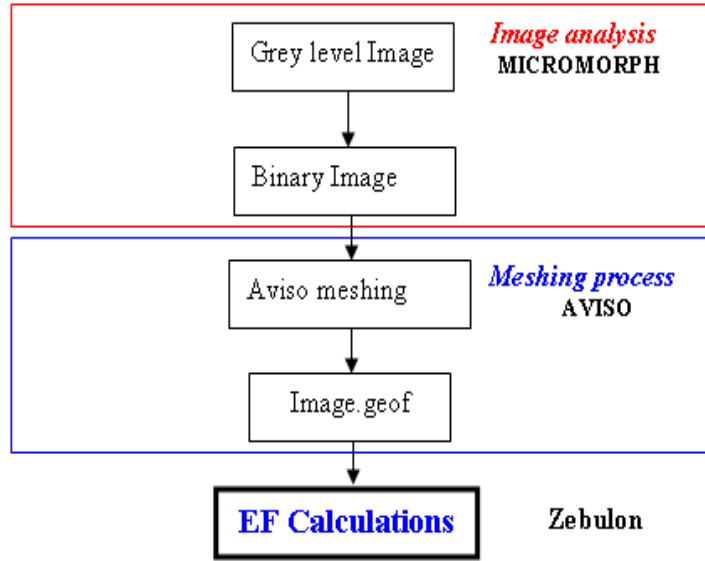 Image analysis
Grey level Image
MICROMORPH
Binary Image
Meshing process
Aviso meshing
AVISO
Image.geof
EF Calculations
Zebulon